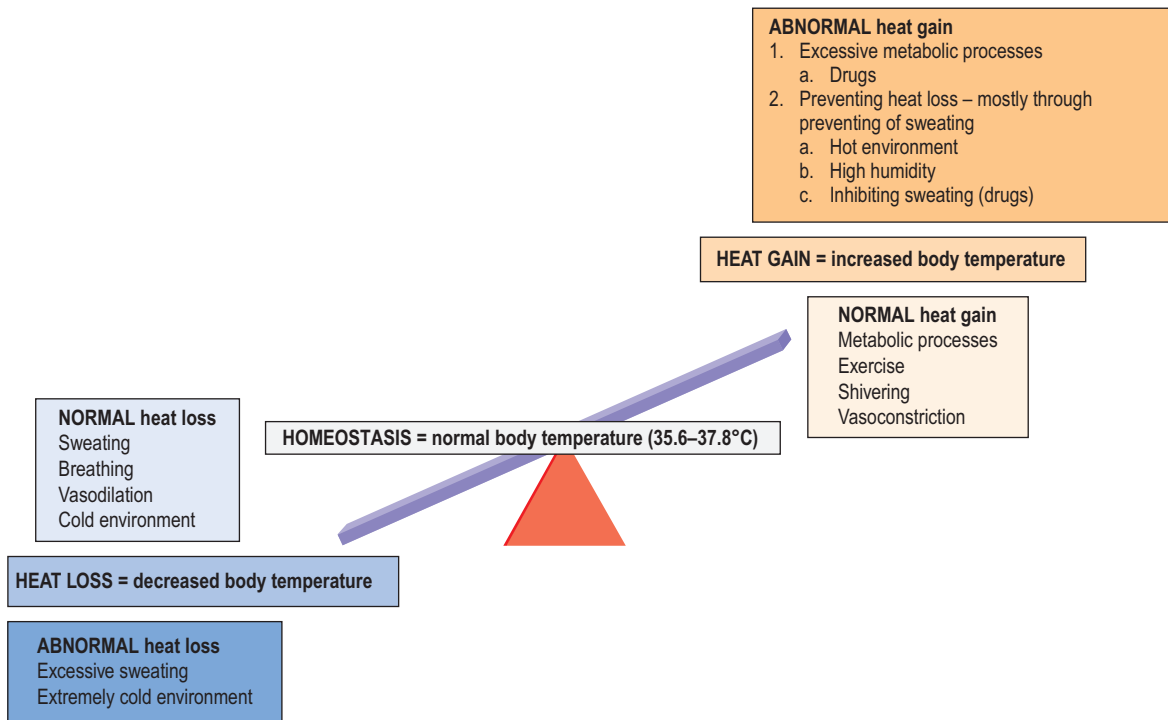 ABNORMAL heat gain
1. Excessive metabolic processes
a. Drugs
2. Preventing heat loss – mostly through
preventing of sweating
a. Hot environment
b. High humidity
c. Inhibiting sweating (drugs)
HEAT GAIN = increased body temperature
NORMAL heat gain
Metabolic processes
Exercise
Shivering
Vasoconstriction
HOMEOSTASIS = normal body temperature (35.6–37.8°C)
NORMAL heat loss
Sweating
Breathing
Vasodilation
Cold environment
HEAT LOSS = decreased body temperature
ABNORMAL heat loss
Excessive sweating
Extremely cold environment